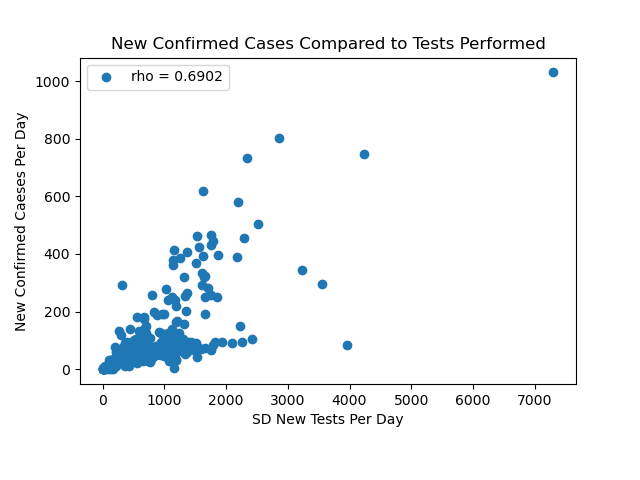 New Confirmed Cases Compared to Tests Performed
rho = 0.6902
New Confirmed Caeses Per Day
1000
800
600
400
200
0
0 1000 2000 3000 4000 5000 6000 7000
SD New Tests Per Day